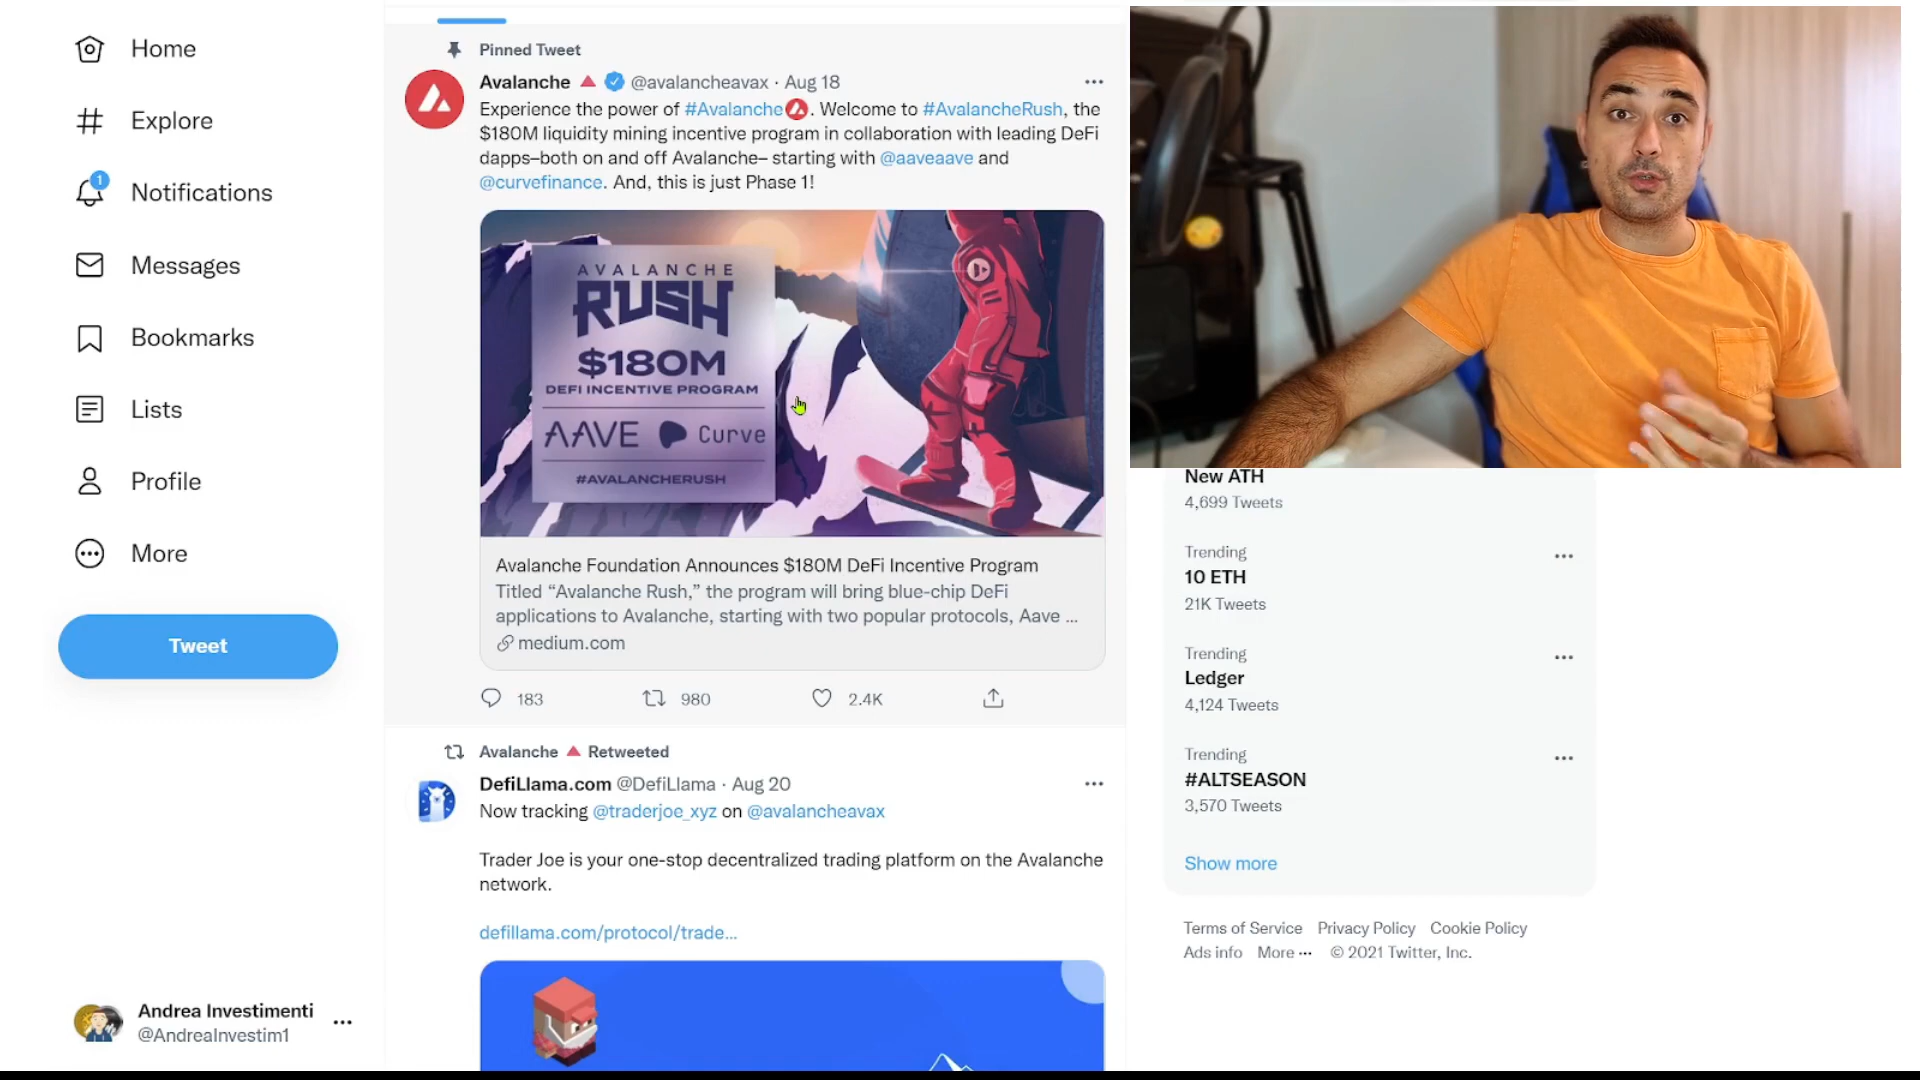 Home
Explore
1
Notifications
Messages
Bookmarks
Lists
Profile
More
Tweet
Andrea Investimenti
@AndreaInvestim1
Pinned Tweet
Avalanche @avalancheavax · Aug 18
Experience the power of #Avalanche. Welcome to #AvalancheRush, the
$180M liquidity mining incentive program in collaboration with leading DeFi
dapps–both on and off Avalanche– starting with @aaveaave and
@curvefinance. And, this is just Phase 1!
AVALANCHE
RUSH
$180M
DEFI INCENTIVE PROGRAM
AAVE Curve
#AVALANCHERUSH
Avalanche Foundation Announces $180M DeFi Incentive Program
Titled “Avalanche Rush,” the program will bring blue-chip DeFi
applications to Avalanche, starting with two popular protocols, Aave ...
medium.com
183 980 2.4K
Avalanche Retweeted
DefiLlama.com @DefiLlama · Aug 20
Now tracking @traderjoe_xyz on @avalancheavax
Trader Joe is your one-stop decentralized trading platform on the Avalanche
network.
defillama.com/protocol/trade...
New ATH
4,699 Tweets
Trending
10 ETH
21K Tweets
Trending
Ledger
4,124 Tweets
Trending
#ALTSEASON
3,570 Tweets
Show more
Terms of Service Privacy Policy Cookie Policy
Ads info More ··· © 2021 Twitter, Inc.